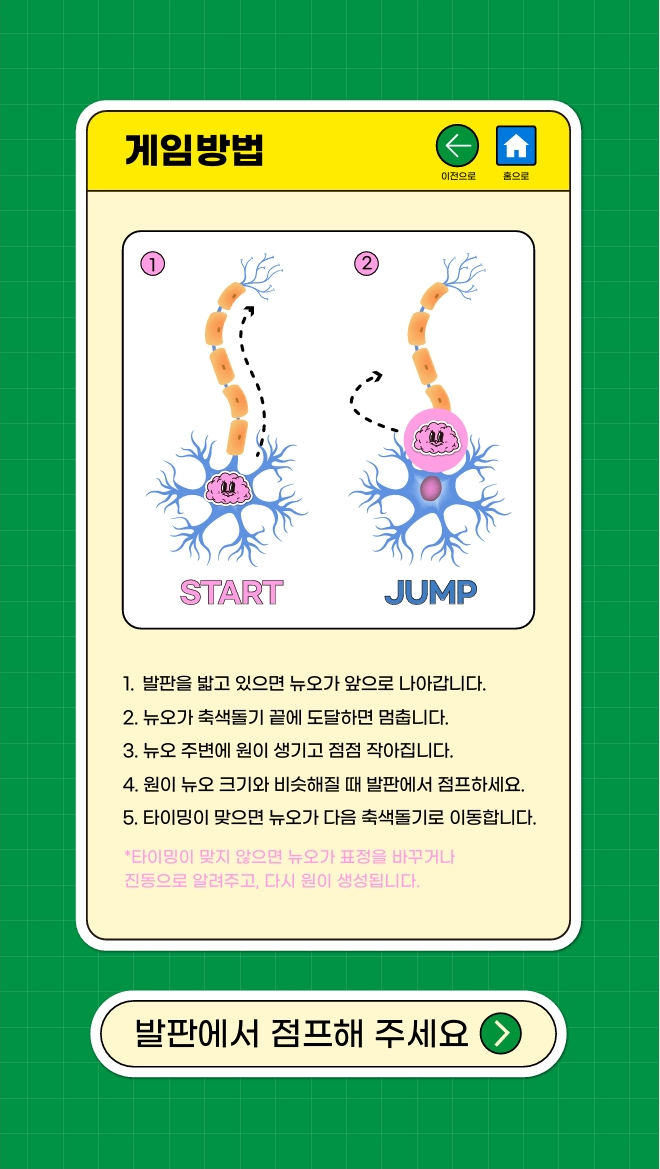 게임방법
이전으로
홈으로
1
2
START
JUMP
1. 발판을 밟고 있으면 뉴오가 앞으로 나아갑니다.
2. 뉴오가 축색돌기 끝에 도달하면 멈춥니다.
3. 뉴오 주변에 원이 생기고 점점 작아집니다.
4. 원이 뉴오 크기와 비슷해질 때 발판에서 점프하세요.
5. 타이밍이 맞으면 뉴오가 다음 축색돌기로 이동합니다.
*타이밍이 맞지 않으면 뉴오가 표정을 바꾸거나
진동으로 알려주고, 다시 원이 생성됩니다.
발판에서 점프해 주세요